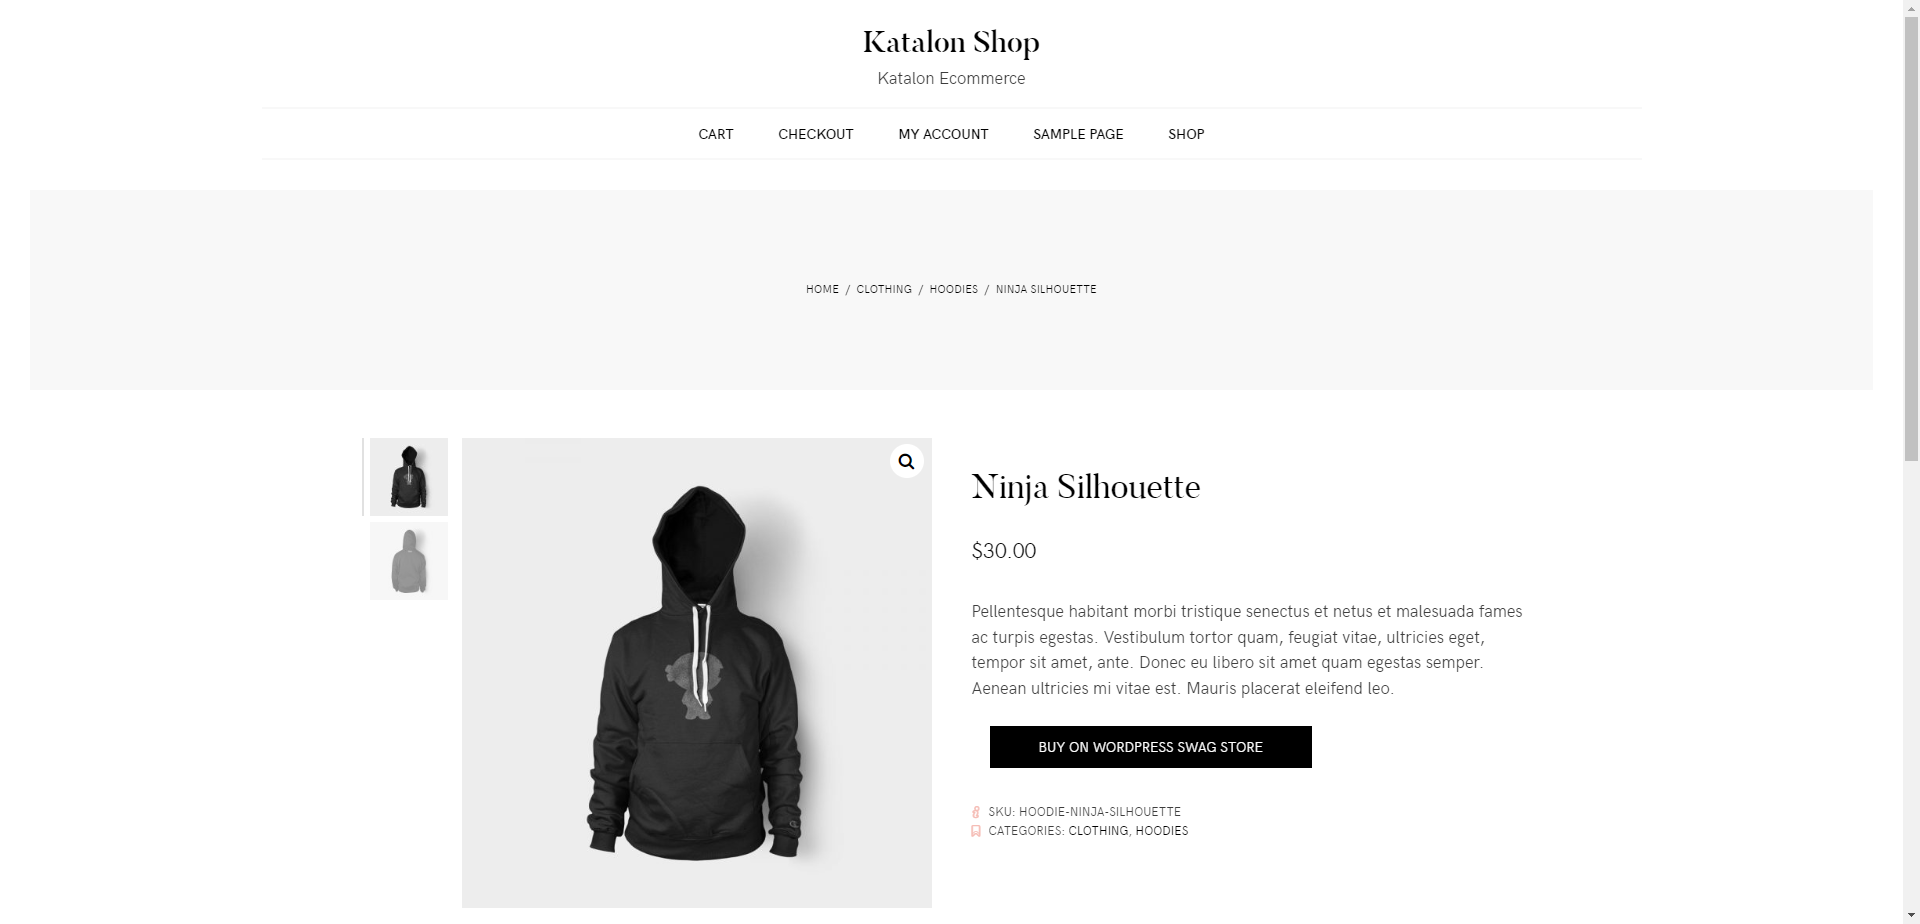 Katalon Shop
Katalon Ecommerce
CART CHECKOUT MY ACCOUNT SAMPLE PAGE SHOP
HOME / CLOTHING / HOODIES / NINJA SILHOUETTE
Ninja Silhouette
$30.00
Pellentesque habitant morbi tristique senectus et netus et malesuada fames
ac turpis egestas. Vestibulum tortor quam, feugiat vitae, ultricies eget,
tempor sit amet, ante. Donec eu libero sit amet quam egestas semper.
Aenean ultricies mi vitae est. Mauris placerat eleifend leo.
BUY ON WORDPRESS SWAG STORE
SKU: HOODIE-NINJA-SILHOUETTE
CATEGORIES: CLOTHING, HOODIES